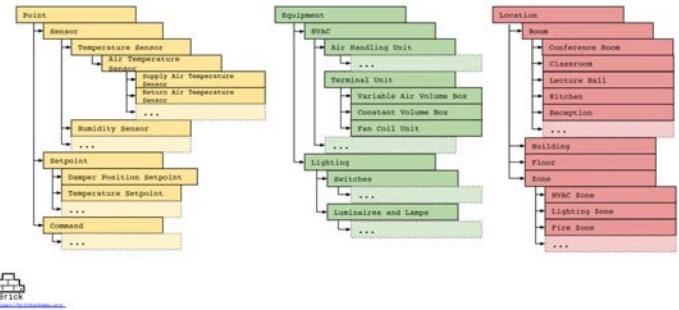 Point
Sensor
Temperature Sensor
Air Temperature
Sensor
Supply Air Temperature
Sensor
Return Air Temperature
Sensor
...
Humidity Sensor
...
Setpoint
Damper Position Setpoint
Temperature Setpoint
...
Command
...
Equipment
HVAC
Air Handling Unit
...
Terminal Unit
Variable Air Volume Box
Constant Volume Box
Fan Coil Unit
...
Lighting
Switches
...
Luminaires and Lamps
...
Location
Room
Conference Room
Classroom
Lecture Hall
Kitchen
Reception
...
Building
Floor
Zone
HVAC Zone
Lighting Zone
Fire Zone
...
Brick